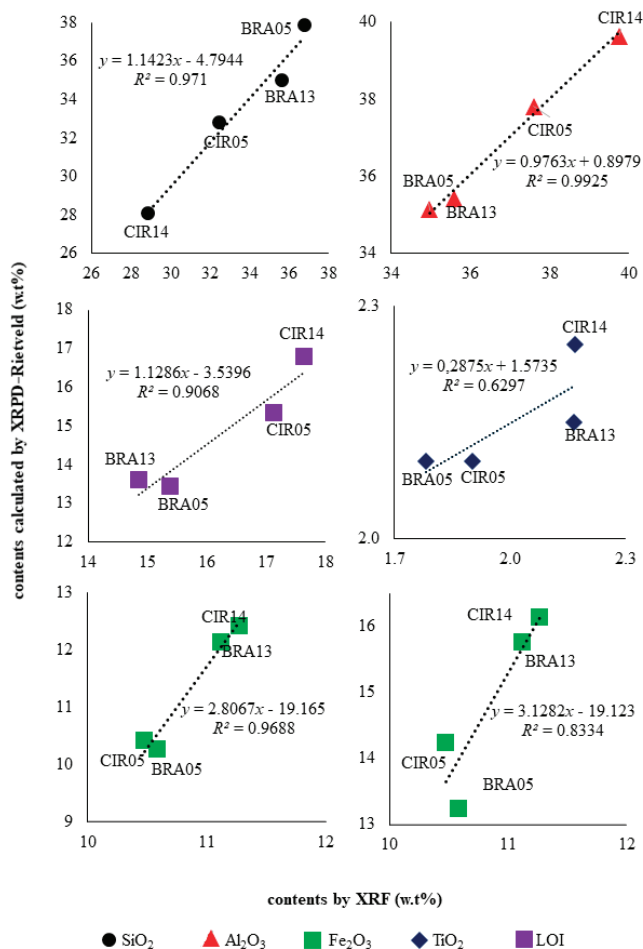 contents calculated by XRPD-Rietveld (w.t%)
38
36
34
32
30
28
26
26
28
30
32
34
36
38
BRA05
y = 1.1423x - 4.7944
R² = 0.971
BRA13
CIR05
CIR14
40
38
36
34
34
36
38
40
CIR14
CIR05
y = 0.9763x + 0.8979
R² = 0.9925
BRA05
BRA13
18
17
16
15
14
13
12
14
15
16
17
18
CIR14
y = 1.1286x - 3.5396
R² = 0.9068
CIR05
BRA13
BRA05
2.3
2.0
1.7
2.0
2.3
CIR14
y = 0,2875x + 1.5735
R² = 0.6297
BRA13
BRA05
CIR05
13
12
11
10
9
10
11
12
CIR14
BRA13
y = 2.8067x - 19.165
R² = 0.9688
CIR05
BRA05
16
15
14
13
10
11
12
CIR14
BRA13
y = 3.1282x - 19.123
R² = 0.8334
CIR05
BRA05
contents by XRF (w.t%)
SiO₂ Al₂O₃ Fe₂O₃ TiO₂ LOI